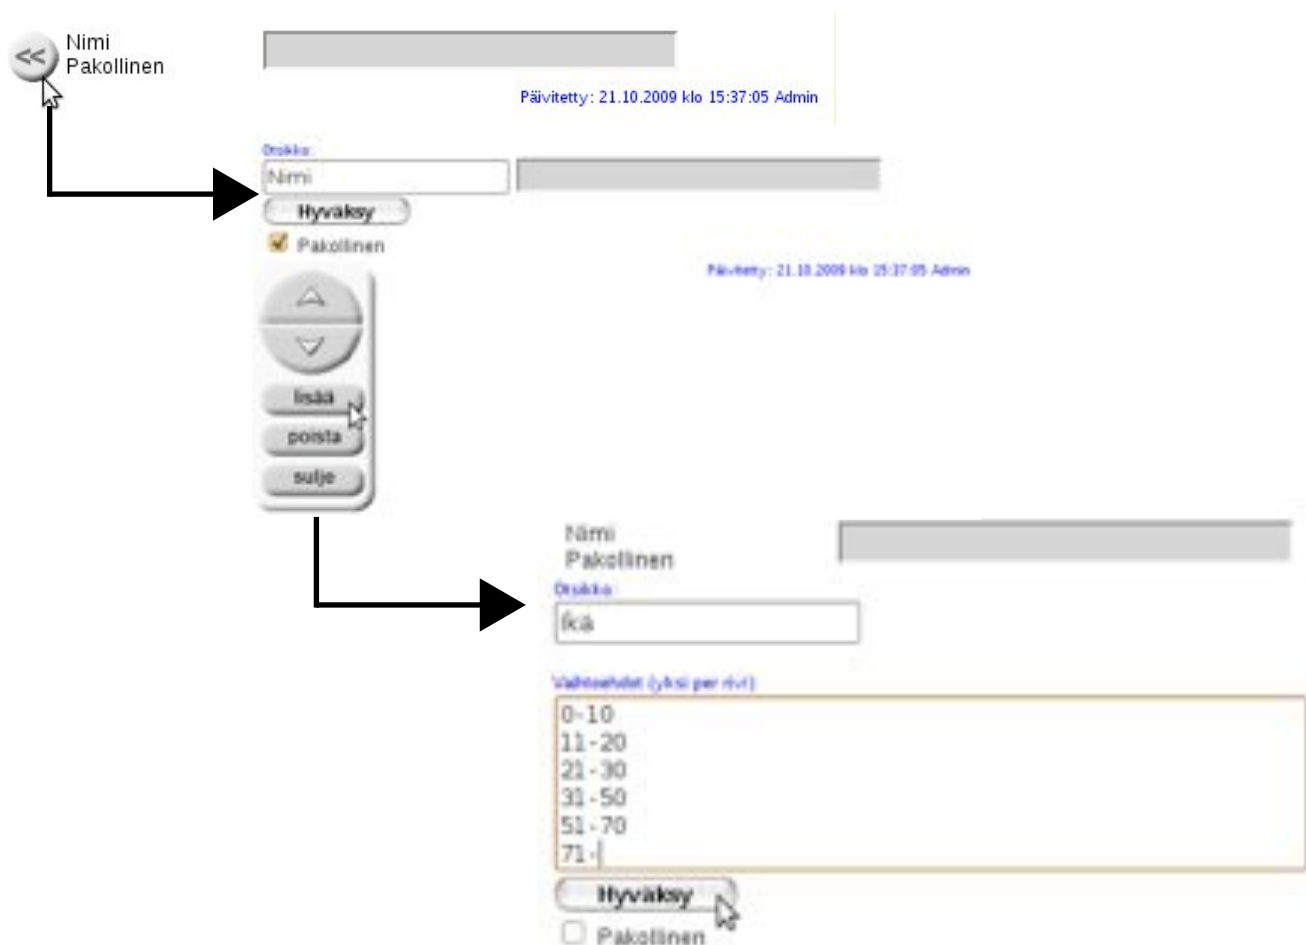 <<
Nimi
Pakollinen
Päivitetty: 21.10.2009 klo 15:37:05 Admin
Otsikko:
Nimi
Hyväksy
Pakollinen
Päivitetty: 21.10.2009 klo 15:37:05 Admin
lisää
poista
sulje
Nimi
Pakollinen
Otsikko:
Ikä
Vaihtoehdot (yksi per rivi):
0-10
11-20
21-30
31-50
51-70
71-
Hyväksy
Pakollinen